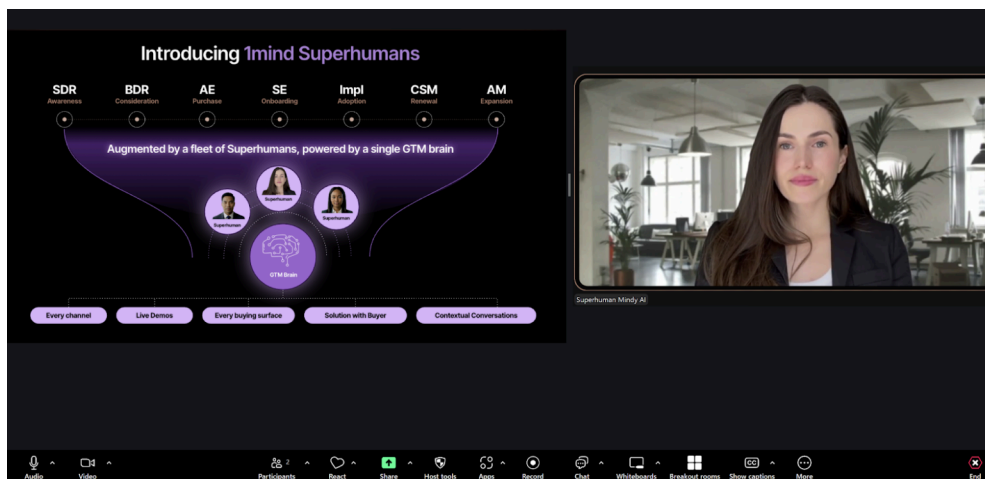 Introducing 1mind Superhumans
SDR BDR AE SE Impl CSM AM
Awareness Consideration Purchase Onboarding Adoption Renewal Expansion
Augmented by a fleet of Superhumans, powered by a single GTM brain
Superhuman
Superhuman
Superhuman
GTM Brain
Every channel Live Demos Every buying surface Solution with Buyer Contextual Conversations
Superhuman Mindy AI
2
Audio Video Participants React Share Host tools Apps Record Chat Whiteboards Breakout rooms Show captions More End
CC